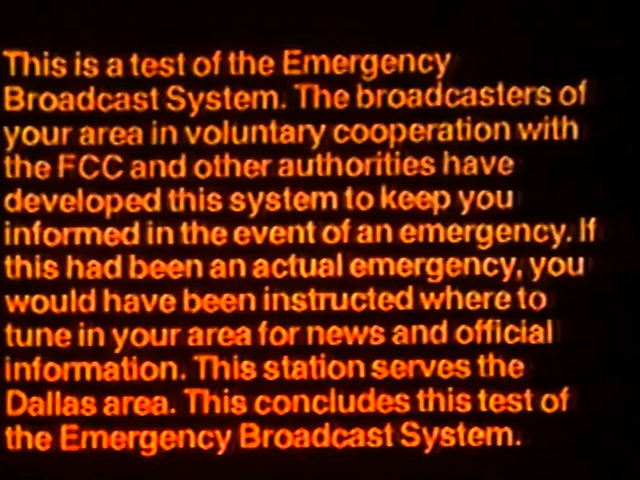 This is a test of the Emergency
Broadcast System. The broadcasters of
your area in voluntary cooperation with
the FCC and other authorities have
developed this system to keep you
informed in the event of an emergency. If
this had been an actual emergency, you
would have been instructed where to
tune in your area for news and official
information. This station serves the
Dallas area. This concludes this test of
the Emergency Broadcast System.